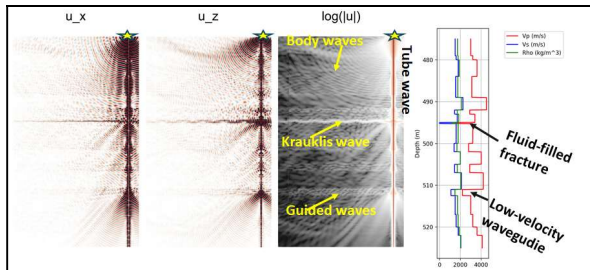 u_x
u_z
log(|u|)
Body waves
Tube wave
Krauklis wave
Guided waves
Vp (m/s)
Vs (m/s)
Rho (kg/m^3)
Depth (m)
480
490
500
510
520
0
2000
4000
Fluid-filled
fracture
Low-velocity
wavegudie